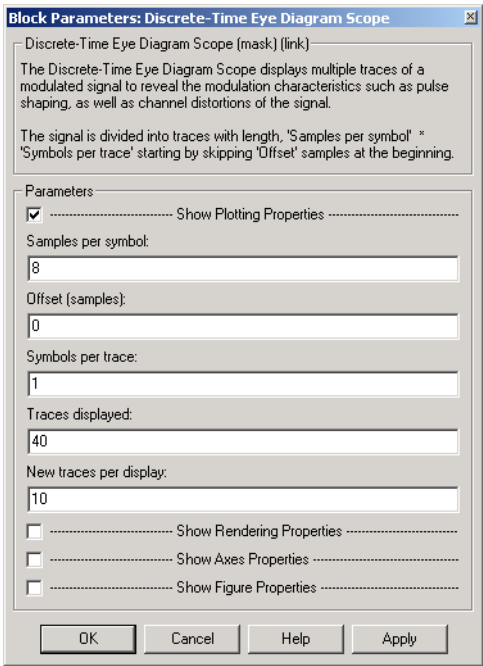 Block Parameters: Discrete-Time Eye Diagram Scope
Discrete-Time Eye Diagram Scope (mask) (link)
The Discrete-Time Eye Diagram Scope displays multiple traces of a
modulated signal to reveal the modulation characteristics such as pulse
shaping, as well as channel distortions of the signal.
The signal is divided into traces with length, 'Samples per symbol' *
'Symbols per trace' starting by skipping 'Offset' samples at the beginning.
Parameters
------------------------------ Show Plotting Properties --------------------------------
Samples per symbol:
8
Offset (samples):
0
Symbols per trace:
1
Traces displayed:
40
New traces per display:
10
------------------------------ Show Rendering Properties ---------------------------
------------------------------ Show Axes Properties ----------------------------------
------------------------------ Show Figure Properties ---------------------------------
OK Cancel Help Apply